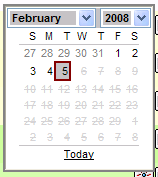 February 2008
S M T W T F S
27 28 29 30 31 1 2
3 4 5 6 7 8 9
10 11 12 13 14 15 16
17 18 19 20 21 22 23
24 25 26 27 28 29 1
2 3 4 5 6 7 8
Today